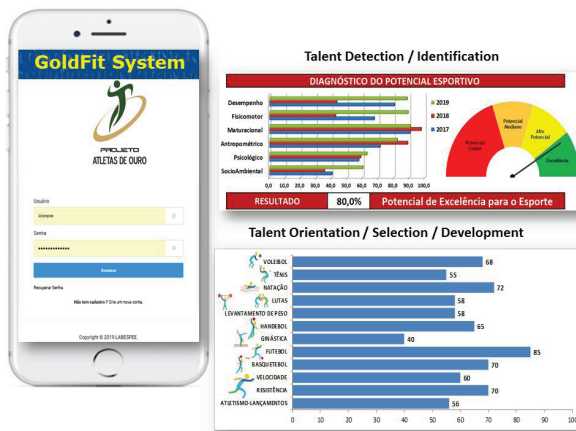 GoldFit System
PROJETO
ATLETAS DE OURO
Usuário
labespee
Senha
•••••••••••••
Acessar
Recuperar Senha
Não tem cadastro ? Crie um nova conta.
Copyright © 2019 LABESPEE.
Talent Detection / Identification
DIAGNÓSTICO DO POTENCIAL ESPORTIVO
Desempenho
Fisicomotor
Maturacional
Antropométrico
Psicológico
SocioAmbiental
0,0 10,0 20,0 30,0 40,0 50,0 60,0 70,0 80,0 90,0 100,0
2019
2018
2017
Potencial
Potencial
Mediano
Alto
Potencial
Excelência
RESULTADO 80,0% Potencial de Excelência para o Esporte
Talent Orientation / Selection / Development
VOLEIBOL 68
TÊNIS 55
NATAÇÃO 72
LUTAS 58
LEVANTAMENTO DE PESO 58
HANDEBOL 65
GINÁSTICA 40
FUTEBOL 85
BASQUETEBOL 70
VELOCIDADE 60
RESISTÊNCIA 70
ATLETISMO-LANÇAMENTOS 56
0 10 20 30 40 50 60 70 80 90 100